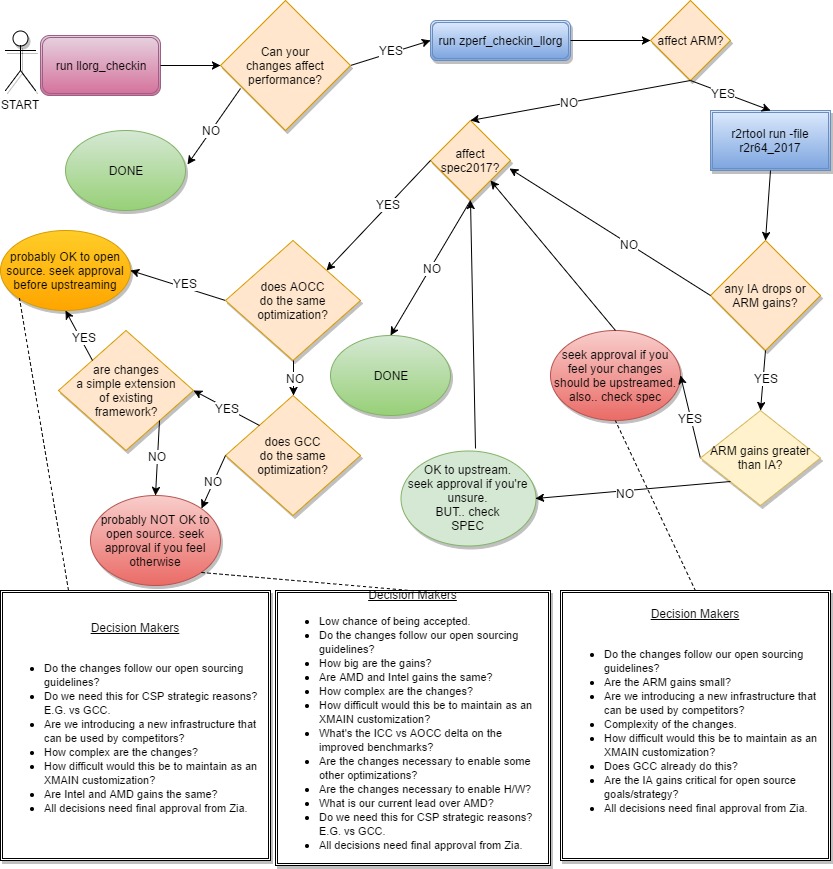 START
run llorg_checkin
Can your
changes affect
performance?
YES
run zperf_checkin_llorg
affect ARM?
NO
DONE
NO
YES
r2rtool run -file
r2r64_2017
affect
spec2017?
YES
NO
NO
any IA drops or
ARM gains?
probably OK to open
source. seek approval
before upstreaming
YES
does AOCC
do the same
optimization?
YES
are changes
a simple extension
of existing
framework?
NO
DONE
seek approval if you
feel your changes
should be upstreamed.
also.. check spec
YES
YES
YES
does GCC
do the same
optimization?
ARM gains greater
than IA?
NO
NO
OK to upstream.
seek approval if you're
unsure.
BUT.. check
SPEC
NO
probably NOT OK to
open source. seek
approval if you feel
otherwise
Decision Makers
• Do the changes follow our open sourcing
guidelines?
• Do we need this for CSP strategic reasons?
E.G. vs GCC.
• Are we introducing a new infrastructure that
can be used by competitors?
• How complex are the changes?
• How difficult would this be to maintain as an
XMAIN customization?
• Are Intel and AMD gains the same?
• All decisions need final approval from Zia.
Decision Makers
• Low chance of being accepted.
• Do the changes follow our open sourcing
guidelines?
• How big are the gains?
• Are AMD and Intel gains the same?
• How complex are the changes?
• How difficult would this be to maintain as an
XMAIN customization?
• What's the ICC vs AOCC delta on the
improved benchmarks?
• Are the changes necessary to enable some
other optimizations?
• Are the changes necessary to enable H/W?
• What is our current lead over AMD?
• Do we need this for CSP strategic reasons?
E.G. vs GCC.
• All decisions need final approval from Zia.
Decision Makers
• Do the changes follow our open sourcing
guidelines?
• Are the ARM gains small?
• Are we introducing a new infrastructure that
can be used by competitors?
• Complexity of the changes.
• How difficult would this be to maintain as an
XMAIN customization?
• Does GCC already do this?
• Are the IA gains critical for open source
goals/strategy?
• All decisions need final approval from Zia.